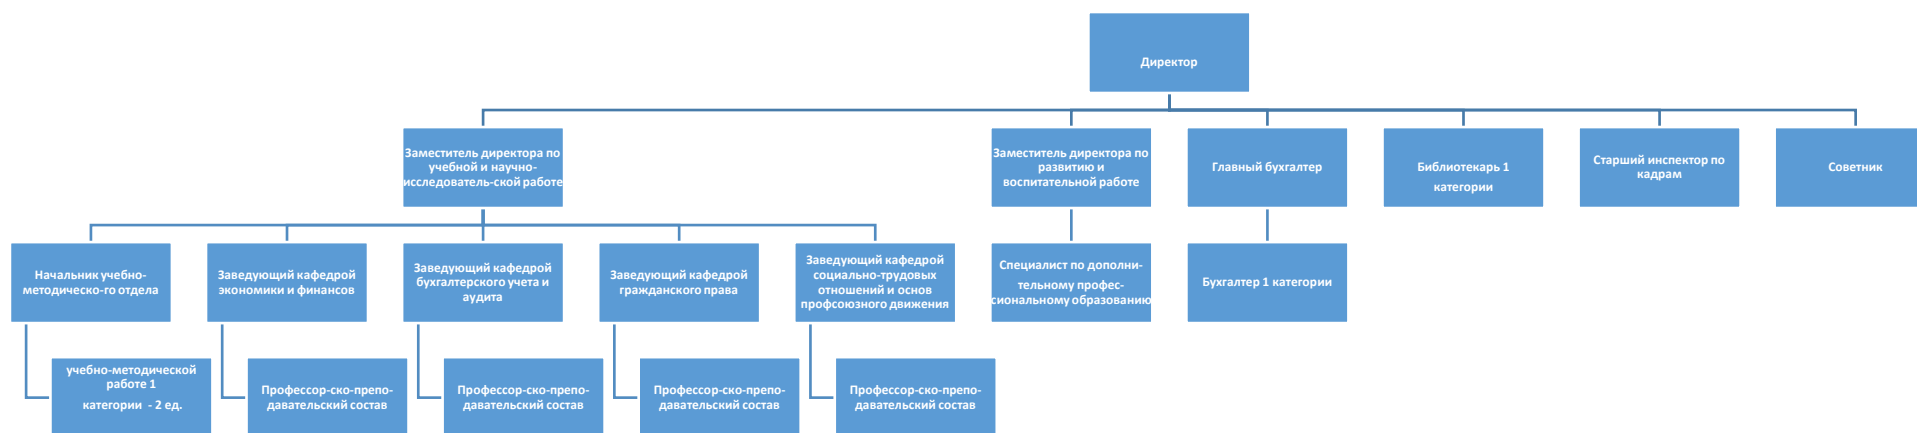 Директор
Заместитель директора по
учебной и научно-
исследователь-ской работе
Заместитель директора по
развитию и
воспитательной работе
Главный бухгалтер
Библиотекарь 1
категории
Старший инспектор по
кадрам
Советник
Начальник учебно-
методическо-го отдела
Заведующий кафедрой
экономики и финансов
Заведующий кафедрой
бухгалтерского учета и
аудита
Заведующий кафедрой
гражданского права
Заведующий кафедрой
социально-трудовых
отношений и основ
профсоюзного движения
Специалист по дополни-
тельному профес-
сиональному образованию
Бухгалтер 1 категории
учебно-методической
работе 1
категории - 2 ед.
Профессор-ско-препо-
давательский состав
Профессор-ско-препо-
давательский состав
Профессор-ско-препо-
давательский состав
Профессор-ско-препо-
давательский состав